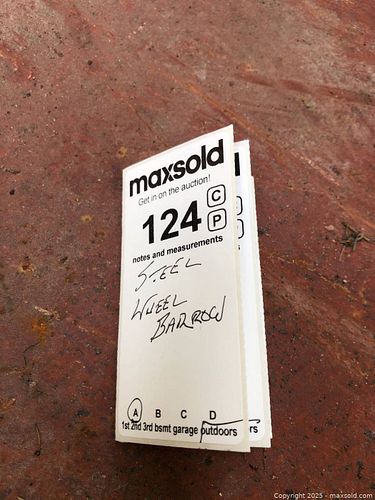 maxsold
Get in on the auction!
124 C
P
notes and measurements
STEEL
WHEEL
BARROW
A B C D
1st 2nd 3rd bsmt garage outdoors
rs
Copyright 2025 - maxsold.com